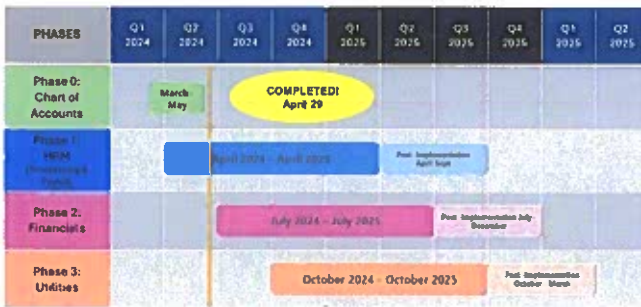 PHASES
Q1
2024
Q2
2024
Q3
2024
Q4
2024
Q1
2025
Q2
2025
Q3
2025
Q4
2025
Q1
2025
Q2
2025
Phase 0:
Chart of
Accounts
March
May
COMPLETED!
April 29
Phase 1:
HRM
April 2024 - April 2025
Post Implementation
April Sept
Phase 2:
Financials
July 2024 - July 2025
Post Implementation July
December
Phase 3:
Utilities
October 2024 - October 2025
Post Implementation
October March